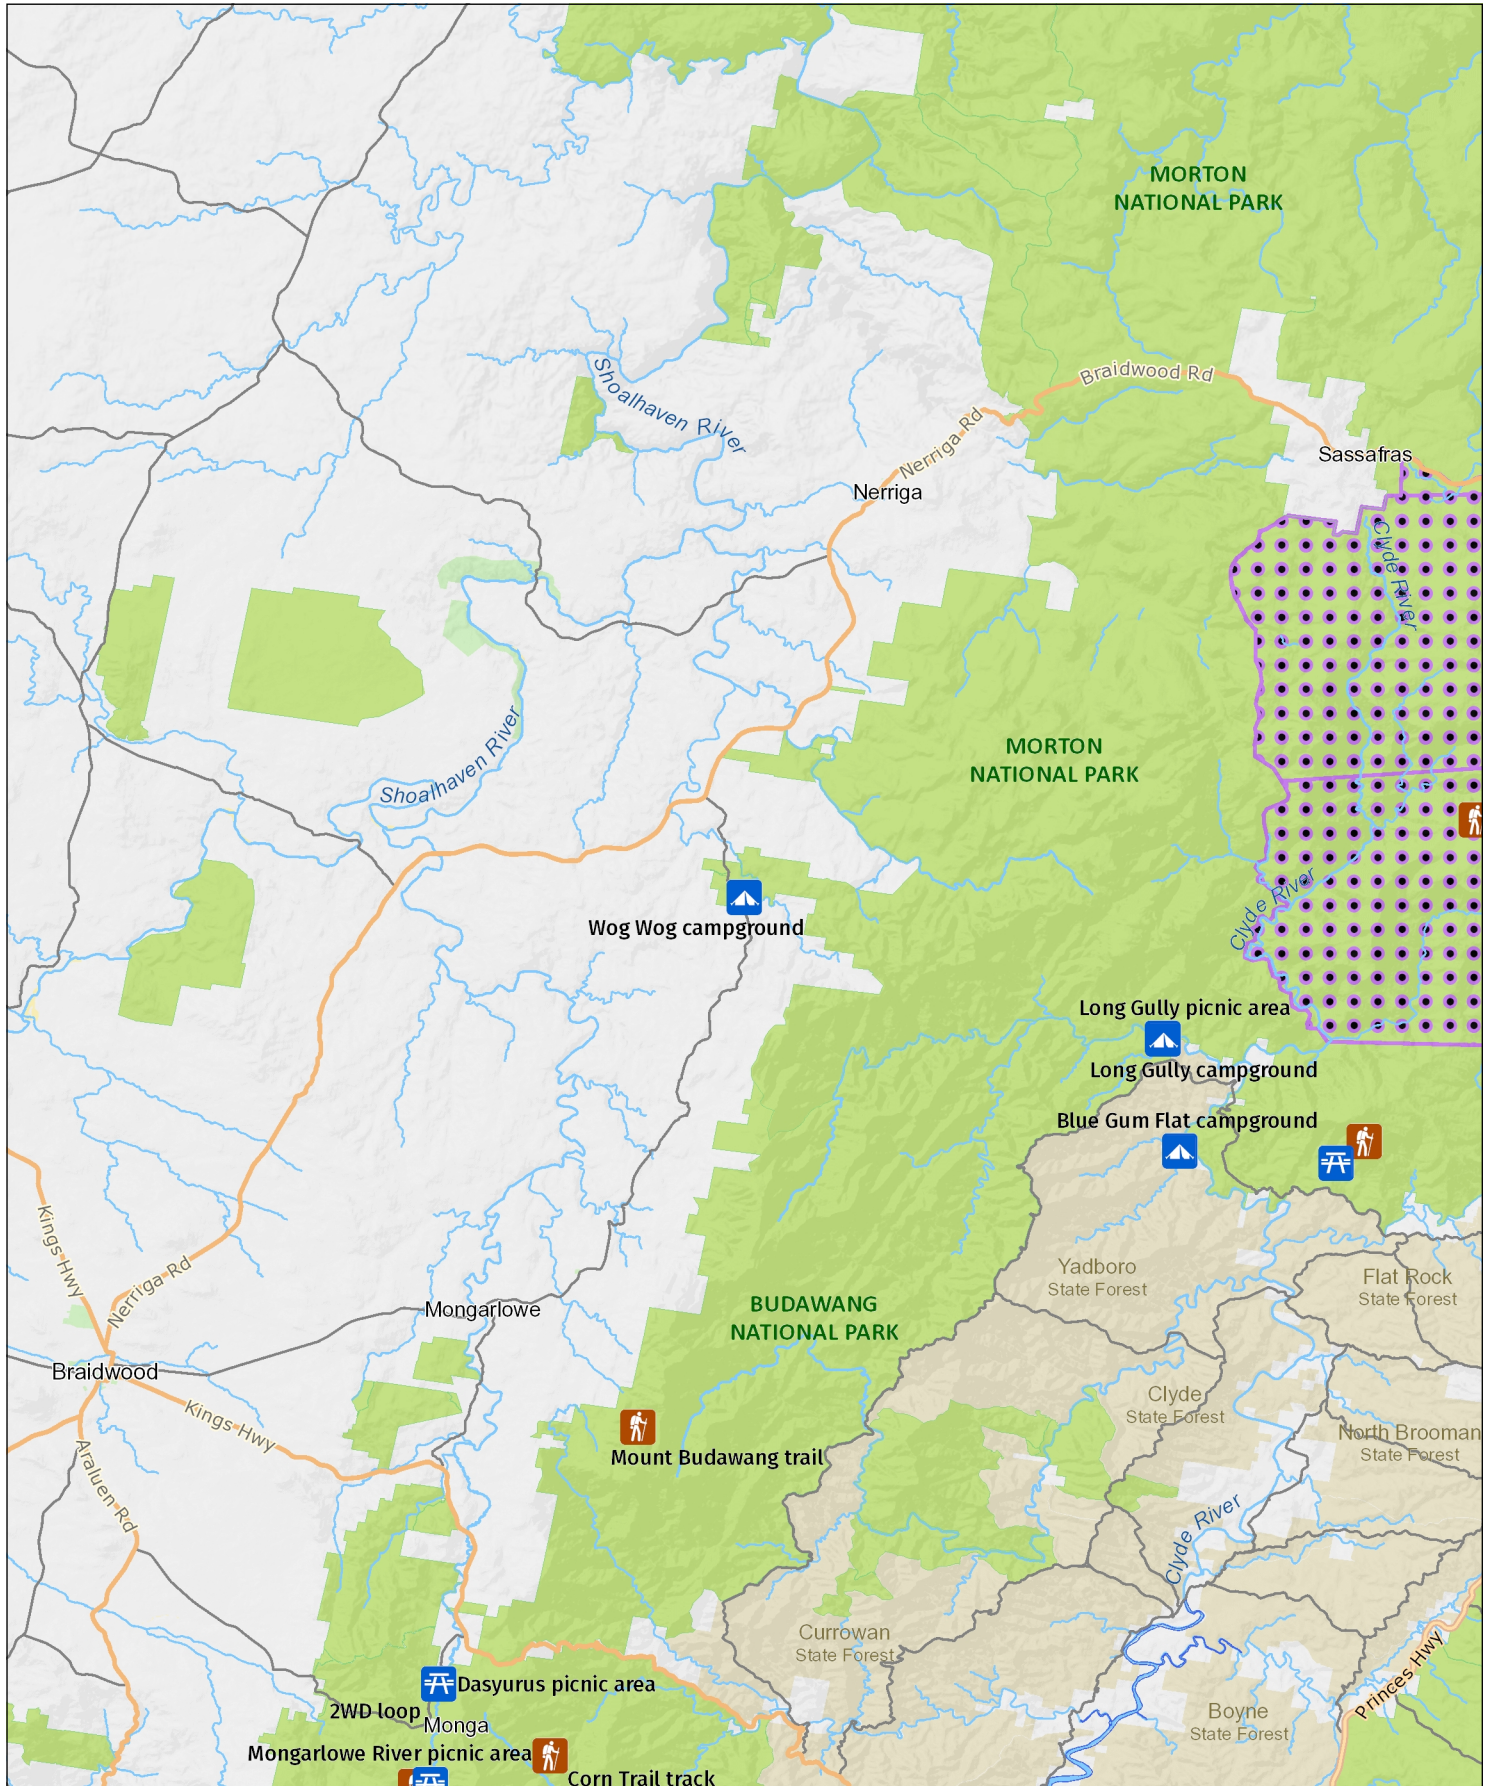 MORTON
NATIONAL PARK
Braidwood Rd
Shoalhaven River
Nerriga Rd
Sassafras
Nerriga
Clyde River
Shoalhaven River
MORTON
NATIONAL PARK
Clyde River
Wog Wog campground
Long Gully picnic area
Long Gully campground
Blue Gum Flat campground
Kings Hwy
Nerriga Rd
Yadboro
State Forest
Flat Rock
State Forest
Mongarlowe
BUDAWANG
NATIONAL PARK
Braidwood
Clyde
State Forest
Kings Hwy
North Brooman
State Forest
Mount Budawang trail
Araluen Rd
Clyde River
Currowan
State Forest
Princes Hwy
Dasyurus picnic area
2WD loop
Monga
Boyne
State Forest
Mongarlowe River picnic area
Corn Trail track